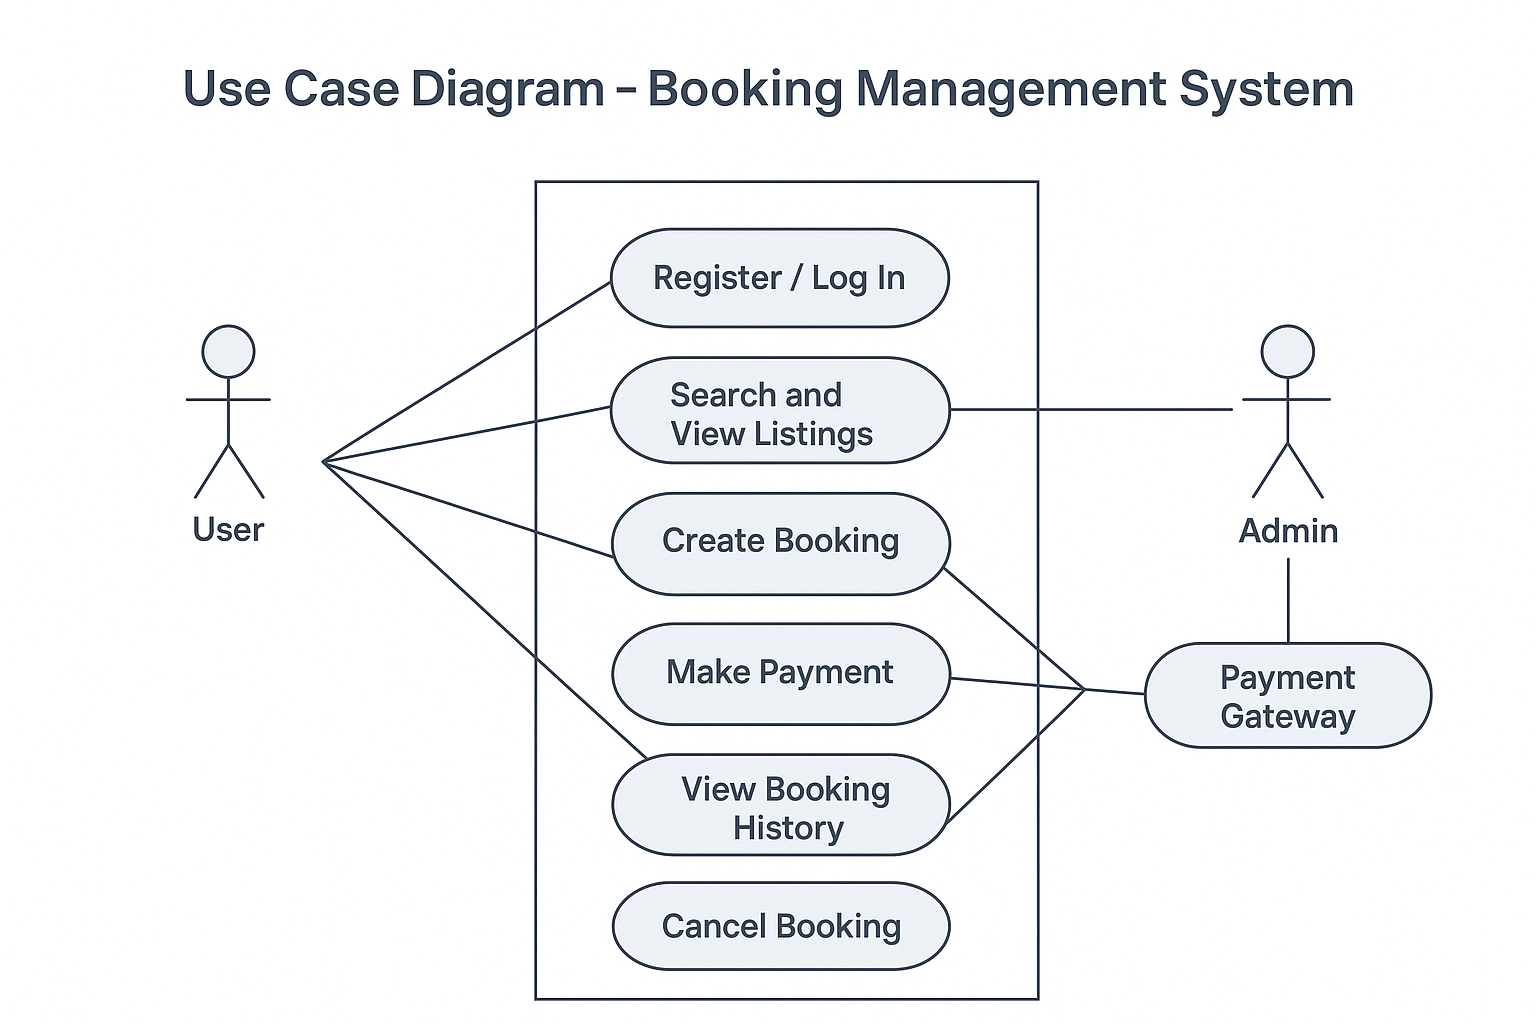 Use Case Diagram – Booking Management System
Register / Log In
Search and
View Listings
Create Booking
Make Payment
View Booking
History
Cancel Booking
User
Admin
Payment
Gateway